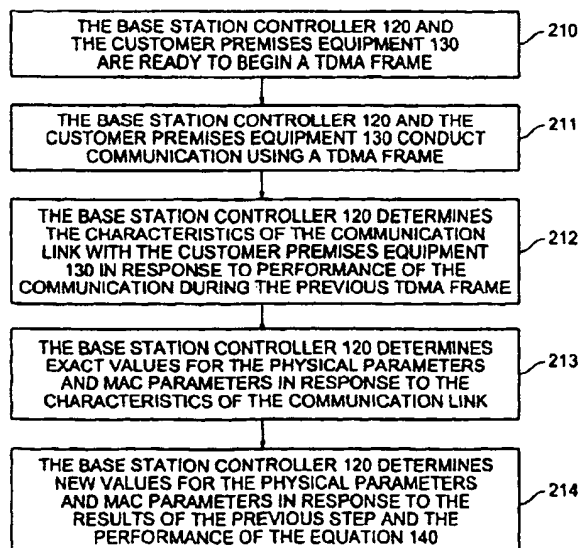 THE BASE STATION CONTROLLER 120 AND
THE CUSTOMER PREMISES EQUIPMENT 130
ARE READY TO BEGIN A TDMA FRAME
210
THE BASE STATION CONTROLLER 120 AND THE
CUSTOMER PREMISES EQUIPMENT 130 CONDUCT
COMMUNICATION USING A TDMA FRAME
211
THE BASE STATION CONTROLLER 120 DETERMINES
THE CHARACTERISTICS OF THE COMMUNICATION
LINK WITH THE CUSTOMER PREMISES EQUIPMENT
130 IN RESPONSE TO PERFORMANCE OF THE
COMMUNICATION DURING THE PREVIOUS TDMA FRAME
212
THE BASE STATION CONTROLLER 120 DETERMINES
EXACT VALUES FOR THE PHYSICAL PARAMETERS
AND MAC PARAMETERS IN RESPONSE TO THE
CHARACTERISTICS OF THE COMMUNICATION LINK
213
THE BASE STATION CONTROLLER 120 DETERMINES
NEW VALUES FOR THE PHYSICAL PARAMETERS
AND MAC PARAMETERS IN RESPONSE TO THE
RESULTS OF THE PREVIOUS STEP AND THE
PERFORMANCE OF THE EQUATION 140
214